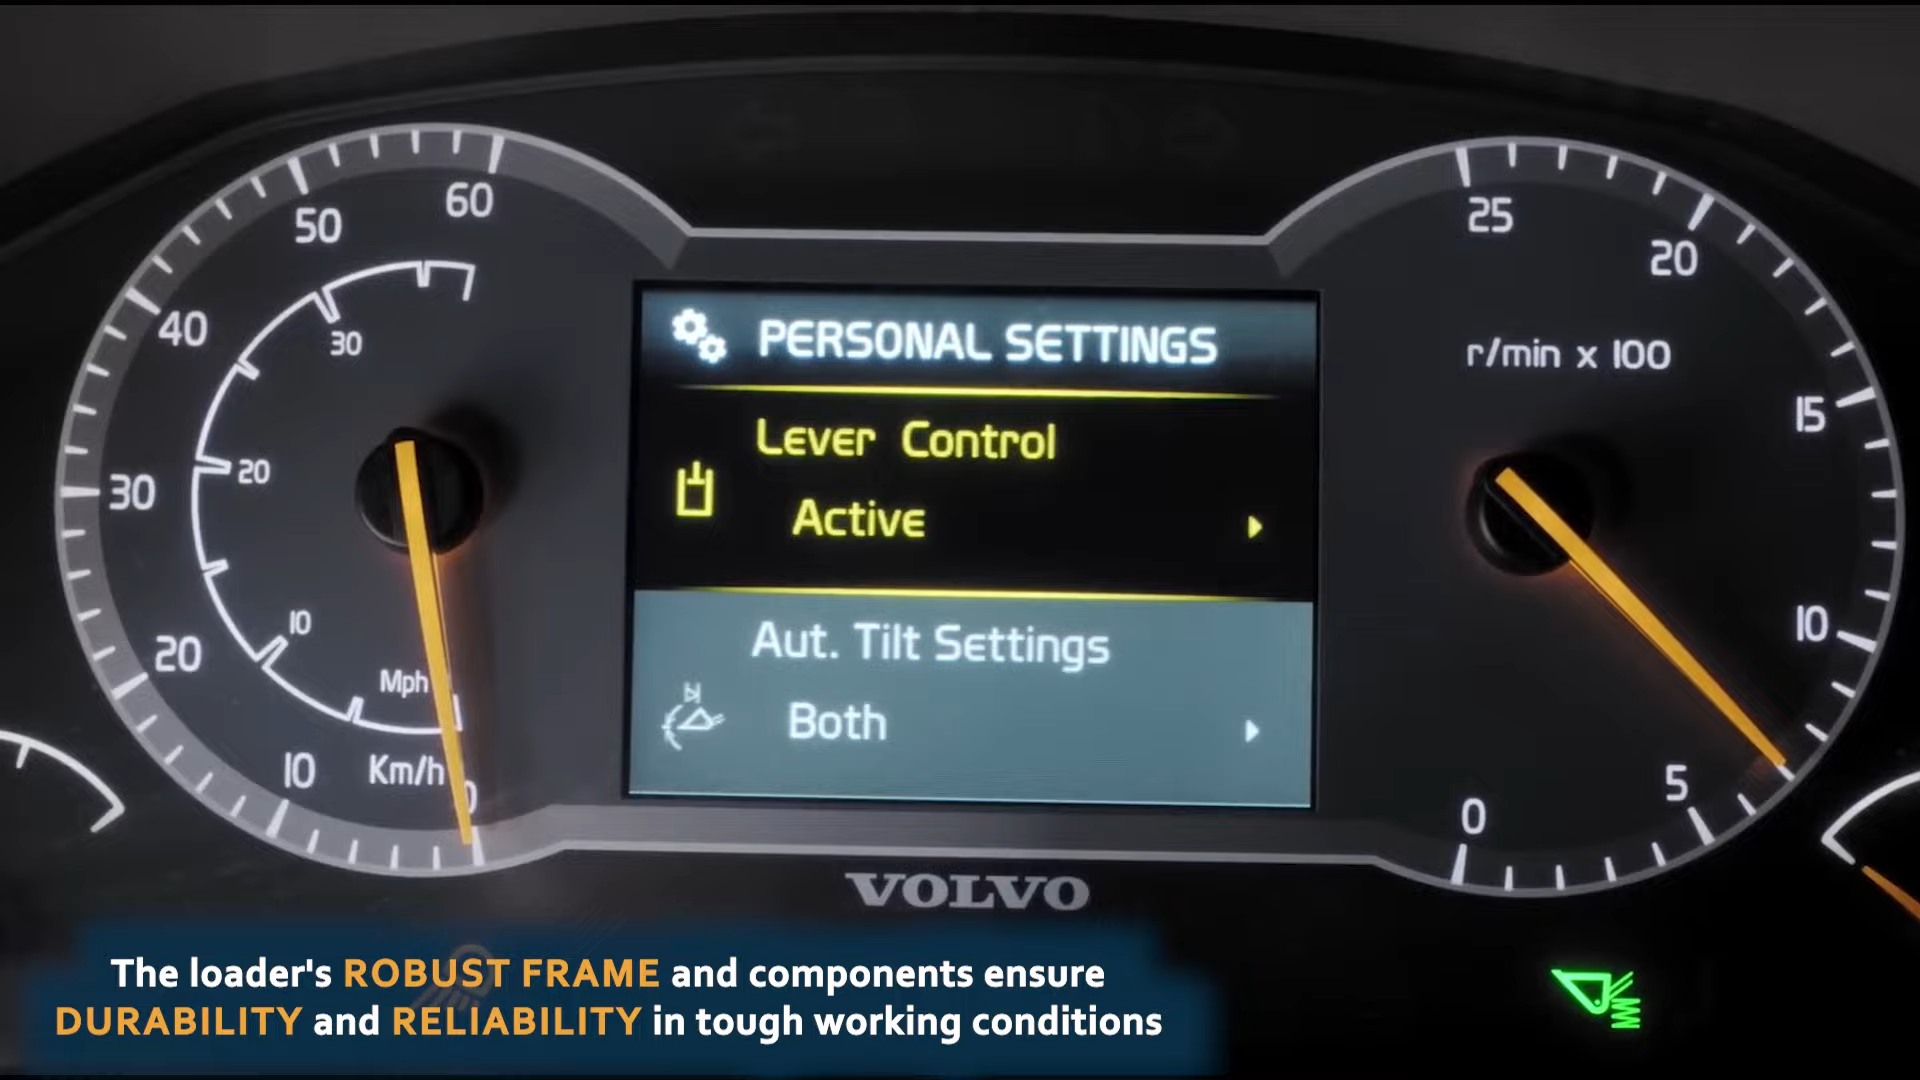 60
50
40
30
20
10
0
30
20
10
Mph
Km/h
PERSONAL SETTINGS
Lever Control
Active
Aut. Tilt Settings
Both
25
20
r/min x 100
15
10
5
0
VOLVO
The loader's ROBUST FRAME and components ensure
DURABILITY and RELIABILITY in tough working conditions